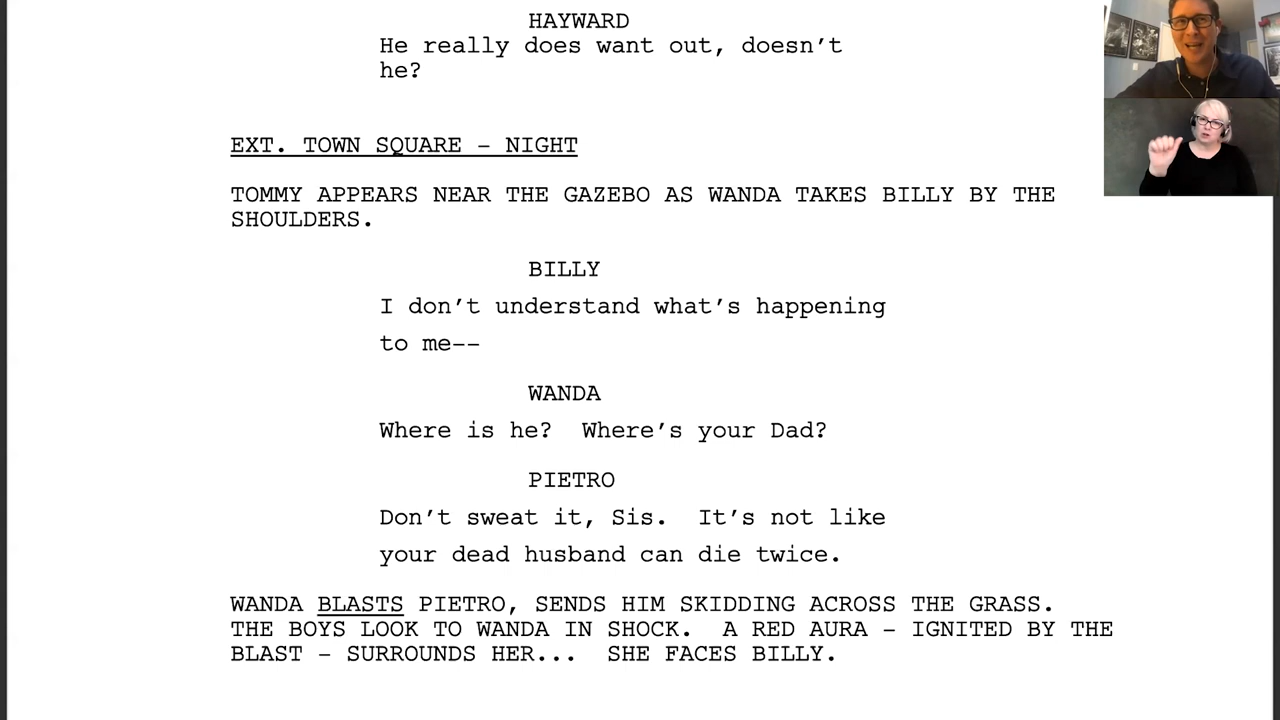 HAYWARD
He really does want out, doesn’t
he?
EXT. TOWN SQUARE – NIGHT
TOMMY APPEARS NEAR THE GAZEBO AS WANDA TAKES BILLY BY THE
SHOULDERS.
BILLY
I don’t understand what’s happening
to me--
WANDA
Where is he?  Where’s your Dad?
PIETRO
Don’t sweat it, Sis.  It’s not like
your dead husband can die twice.
WANDA BLASTS PIETRO, SENDS HIM SKIDDING ACROSS THE GRASS.
THE BOYS LOOK TO WANDA IN SHOCK.  A RED AURA – IGNITED BY THE
BLAST – SURROUNDS HER...  SHE FACES BILLY.